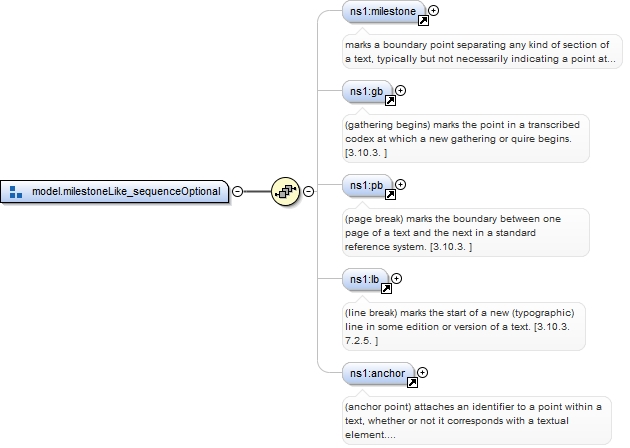 ns1:milestone
marks a boundary point separating any kind of section of
a text, typically but not necessarily indicating a point at...
ns1:gb
(gathering begins) marks the point in a transcribed
codex at which a new gathering or quire begins.
[3.10.3. ]
ns1:pb
(page break) marks the boundary between one
page of a text and the next in a standard
reference system. [3.10.3. ]
model.milestoneLike_sequenceOptional
ns1:lb
(line break) marks the start of a new (typographic)
line in some edition or version of a text. [3.10.3.
7.2.5. ]
ns1:anchor
(anchor point) attaches an identifier to a point within a
text, whether or not it corresponds with a textual
element....